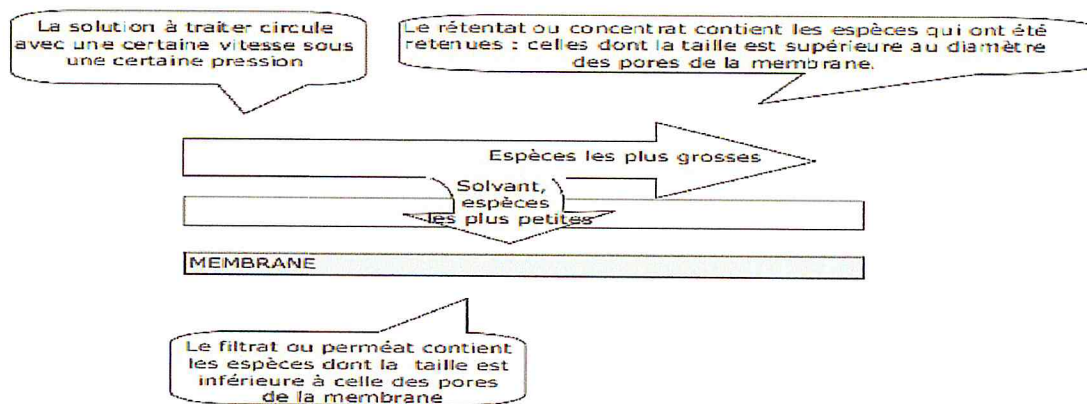 La solution à traiter circule
avec une certaine vitesse sous
une certaine pression
Le rétentat ou concentrat contient les espèces qui ont été
retenues : celles dont la taille est supérieure au diamètre
des pores de la membrane.
Espèces les plus grosses
Solvant,
espèces
les plus petites
MEMBRANE
Le filtrat ou perméat contient
les espèces dont la taille est
inférieure à celle des pores
de la membrane